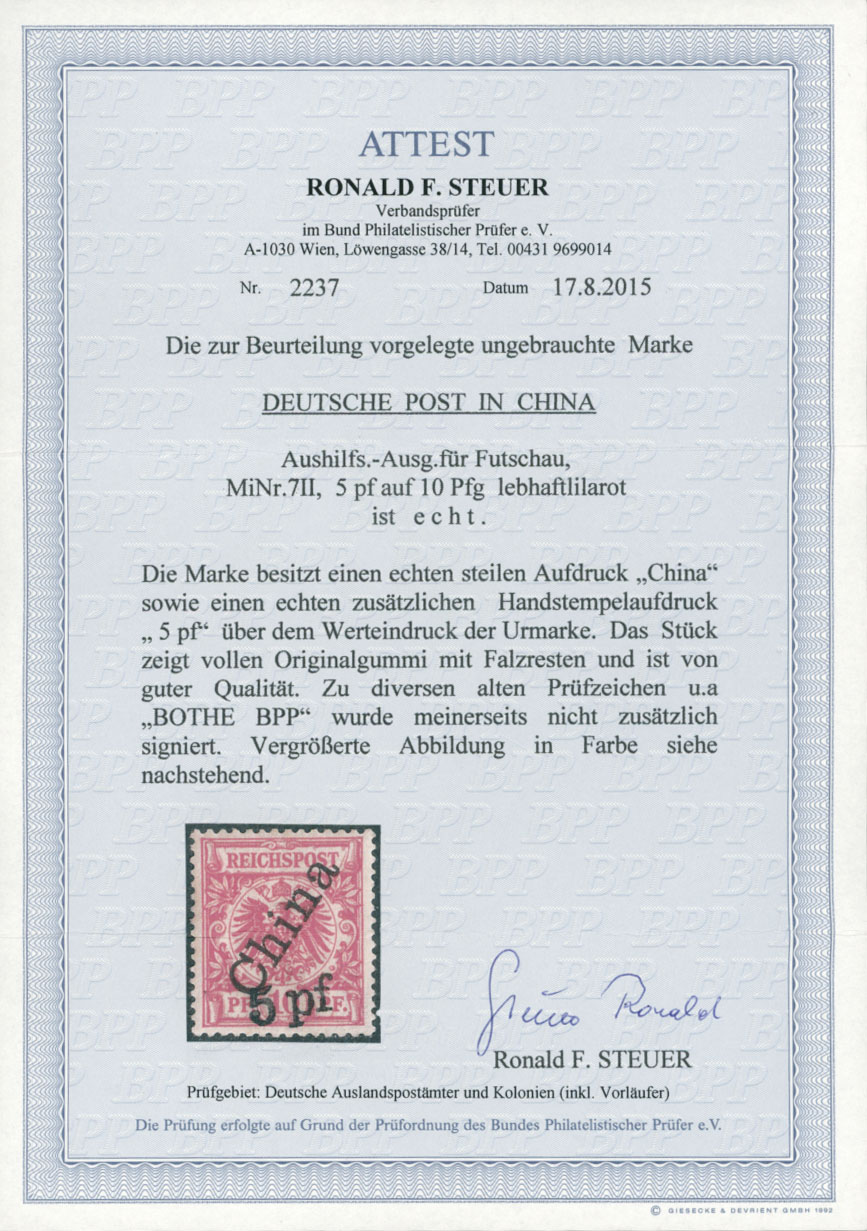 ATTEST
RONALD F. STEUER
Verbandsprüfer
im Bund Philatelistischer Prüfer e. V.
A-1030 Wien, Löwengasse 38/14, Tel. 00431 9699014
Nr. 2237 Datum 17.8.2015
Die zur Beurteilung vorgelegte ungebrauchte Marke
DEUTSCHE POST IN CHINA
Aushilfs.-Ausg.für Futschau,
MiNr.7II, 5 pf auf 10 Pfg lebhaftlilarot
ist e c h t .
Die Marke besitzt einen echten steilen Aufdruck „China“
sowie einen echten zusätzlichen Handstempelaufdruck
„ 5 pf“ über dem Werteindruck der Urmarke. Das Stück
zeigt vollen Originalgummi mit Falzresten und ist von
guter Qualität. Zu diversen alten Prüfzeichen u.a
„BOTHE BPP“ wurde meinerseits nicht zusätzlich
signiert. Vergrößerte Abbildung in Farbe siehe
nachstehend.
REICHSPOST
China
5 pf
PF. 10 PF.
Steuer Ronald
Ronald F. STEUER
Prüfgebiet: Deutsche Auslandspostämter und Kolonien (inkl. Vorläufer)
Die Prüfung erfolgte auf Grund der Prüfordnung des Bundes Philatelistischer Prüfer e.V.
© GIESECKE & DEVRIENT GMBH 1992